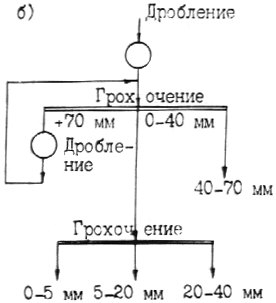 б)
Дробление
Грохочение
+70 мм 0-40 мм
Дробле-
ние
40-70 мм
Грохочение
0-5 мм 5-20 мм 20-40 мм